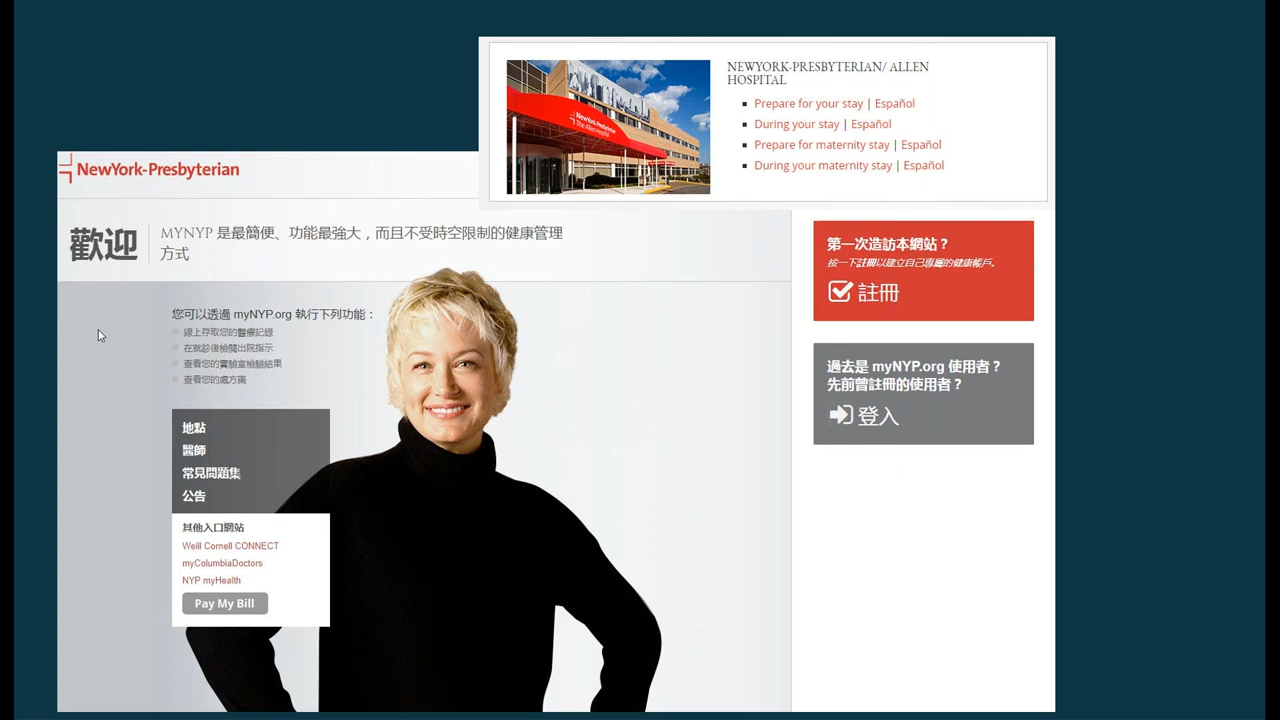 NEWYORK-PRESBYTERIAN/ ALLEN
HOSPITAL
NewYork-Presbyterian
The Allen Hospital
▪ Prepare for your stay | Español
▪ During your stay | Español
▪ Prepare for maternity stay | Español
▪ During your maternity stay | Español
NewYork-Presbyterian
歡迎
MYNYP 是最簡便、功能最強大，而且不受時空限制的健康管理
方式
您可以透過 myNYP.org 執行下列功能：
線上存取您的醫療記錄
在就診後檢閱出院指示
查看您的實驗室檢驗結果
查看您的處方藥
地點
醫師
常見問題集
公告
其他入口網站
Weill Cornell CONNECT
myColumbiaDoctors
NYP myHealth
Pay My Bill
第一次造訪本網站？
按一下註冊以建立自己專屬的健康帳戶。
註冊
過去是 myNYP.org 使用者？
先前曾註冊的使用者？
登入